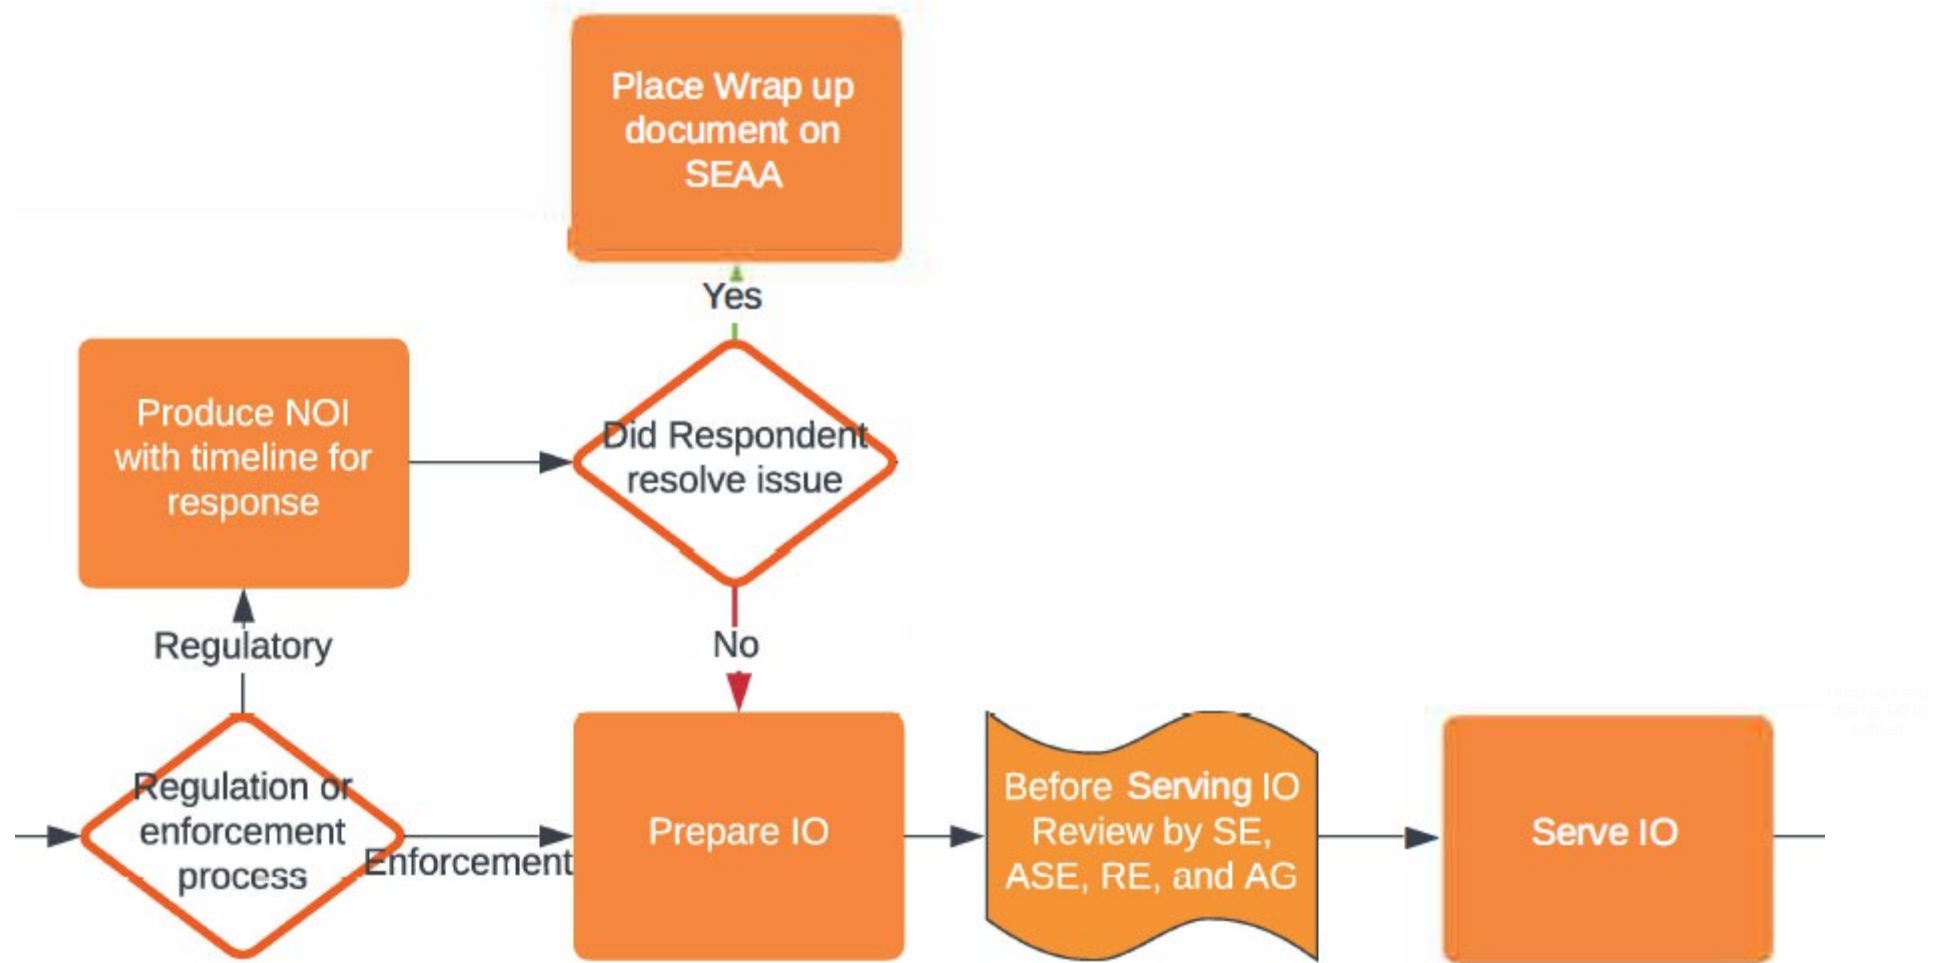 Place Wrap up
document on
SEAA
Yes
Produce NOI
with timeline for
response
Did Respondent
resolve issue
Regulatory
No
Regulation or
enforcement
process
Enforcement
Prepare IO
Before Serving IO
Review by SE,
ASE, RE, and AG
Serve IO